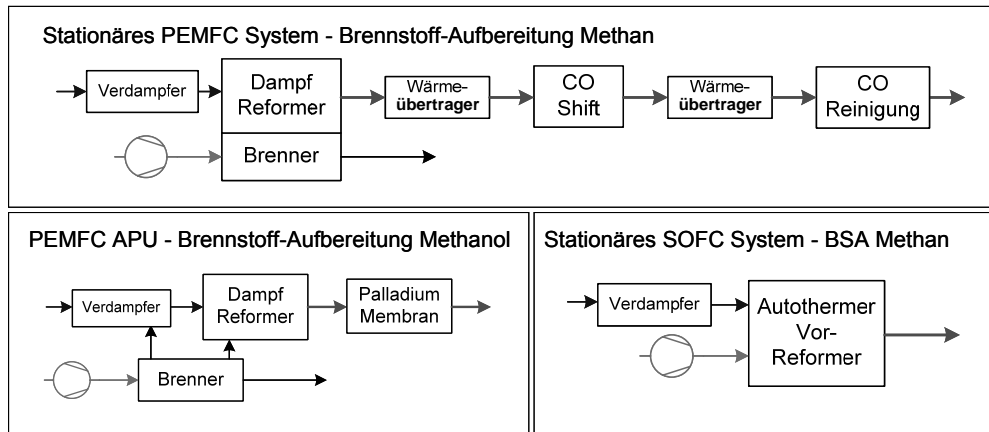 Stationäres PEMFC System - Brennstoff-Aufbereitung Methan
Verdampfer
Dampf
Reformer
Brenner
Wärme-
übertrager
CO
Shift
Wärme-
übertrager
CO
Reinigung
PEMFC APU - Brennstoff-Aufbereitung Methanol
Verdampfer
Dampf
Reformer
Palladium
Membran
Brenner
Stationäres SOFC System - BSA Methan
Verdampfer
Autothermer
Vor-
Reformer